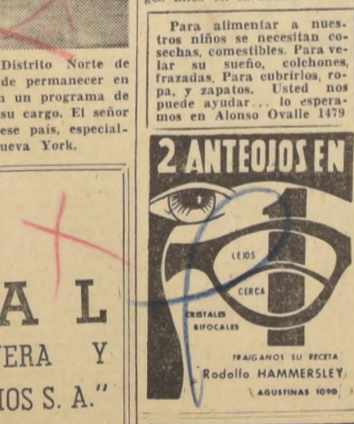 Distrito Norte de
de permanecer en
un programa de
su cargo. El señor
ese país, especial-
ueva York.
A L
VERA Y
IOS S. A."
Para alimentar a nues-
tros niños se necesitan co-
sechas, comestibles. Para ve-
lar su sueño, colchones,
frazadas, Para cubrirlos, ro-
pa, y zapatos. Usted nos
puede ayudar... lo espera-
mos en Alonso Ovalle 1479
2 ANTEOJOS EN
1
LEJOS
CERCA
CRISTALES
BIFOCALES
TRAIGANOS SU RECETA
Rodolfo HAMMERSLEY
AGUSTINAS 1090